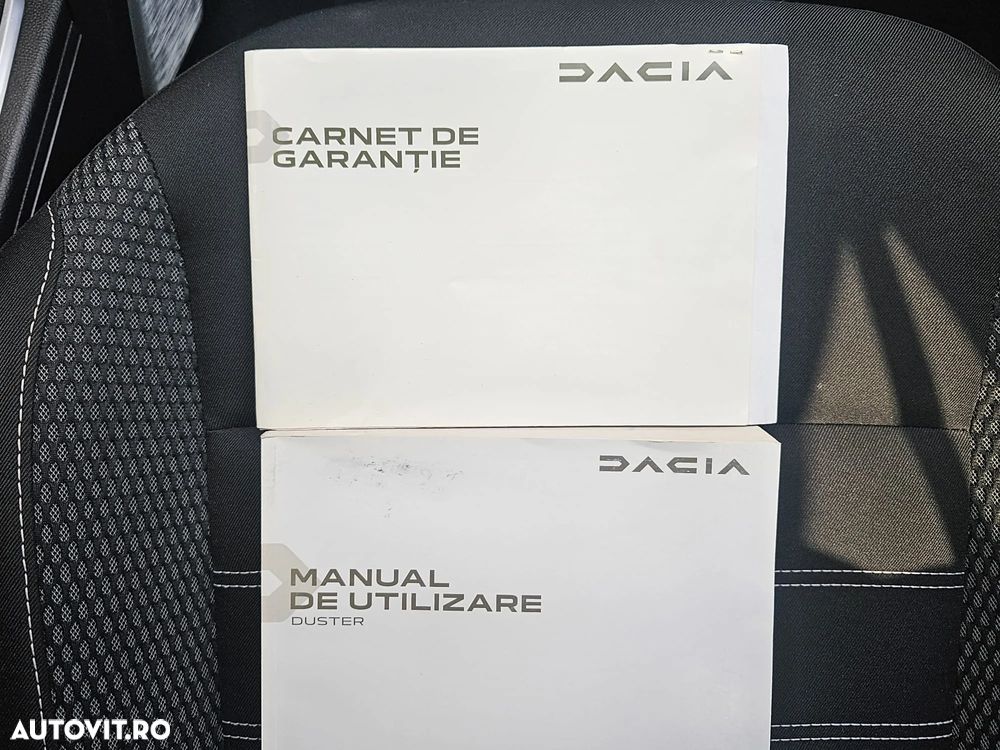 DACIA
CARNET DE
GARANȚIE
DACIA
MANUAL
DE UTILIZARE
DUSTER
AUTOVIT.RO